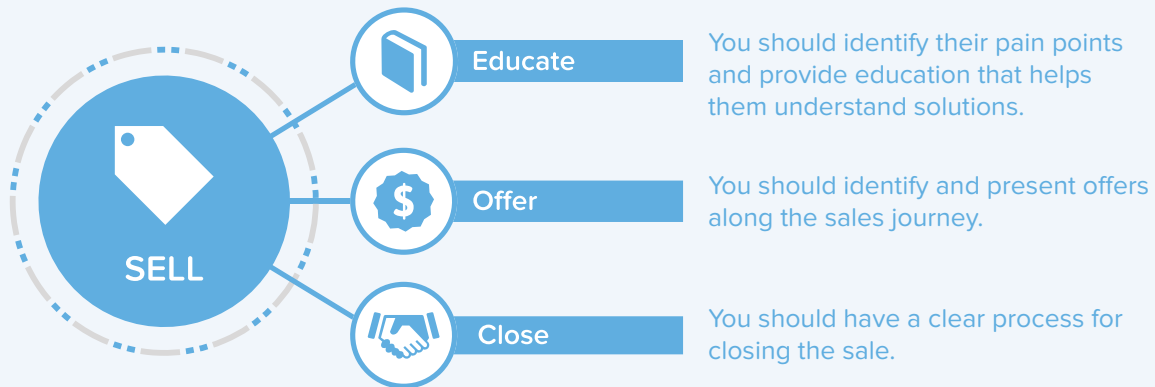 SELL
Educate
You should identify their pain points
and provide education that helps
them understand solutions.
$
Offer
You should identify and present offers
along the sales journey.
Close
You should have a clear process for
closing the sale.